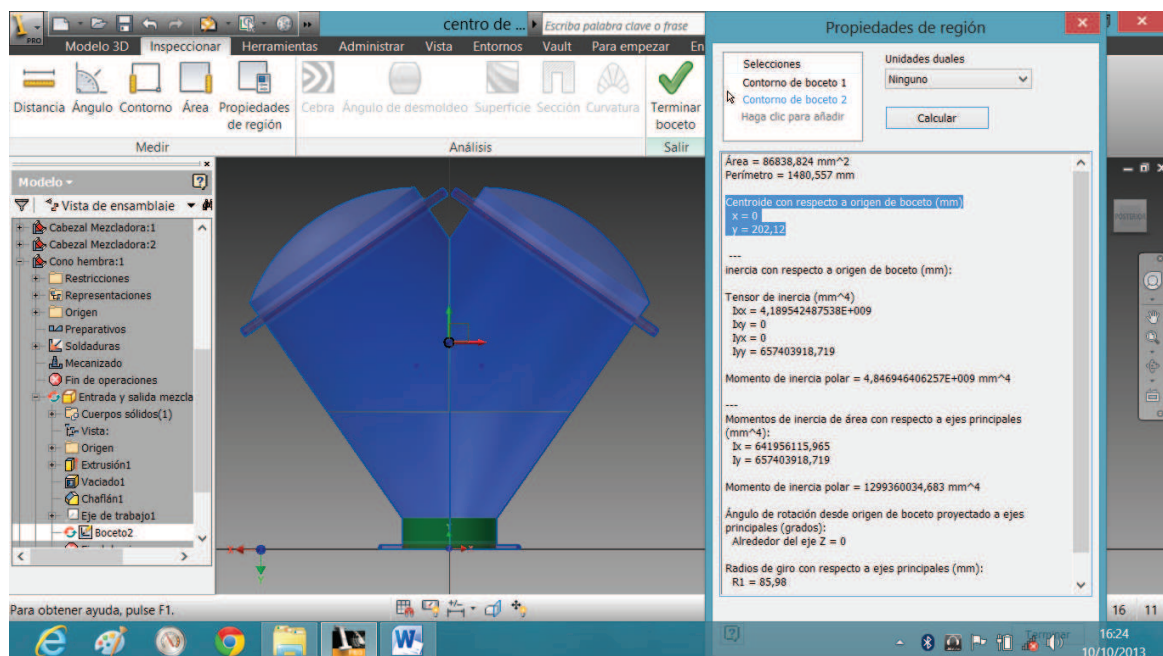 PRO
centro de ...
Escriba palabra clave o frase
Modelo 3D Inspeccionar Herramientas Administrar Vista Entornos Vault Para empezar En
Distancia Ángulo Contorno Área Propiedades de región
Cebra Ángulo de desmoldeo Superficie Sección Curvatura
Terminar boceto
Medir Análisis Salir
Modelo
Vista de ensamblaje
Cabezal Mezcladora:1
Cabezal Mezcladora:2
Cono hembra:1
Restricciones
Representaciones
Origen
Preparativos
Soldaduras
Mecanizado
Fin de operaciones
Entrada y salida mezcla
Cuerpos sólidos(1)
Vista:
Origen
Extrusión1
Vaciado1
Chaflán1
Eje de trabajo1
Boceto2
Para obtener ayuda, pulse F1.
Propiedades de región
Selecciones
Contorno de boceto 1
Contorno de boceto 2
Haga clic para añadir
Unidades duales
Ninguno
Calcular
Área = 86838,824 mm^2
Perímetro = 1480,557 mm
Centroide con respecto a origen de boceto (mm)
x = 0
y = 202,12
---
inercia con respecto a origen de boceto (mm):
Tensor de inercia (mm^4)
Ixx = 4,189542487538E+009
Ixy = 0
Iyx = 0
Iyy = 657403918,719
Momento de inercia polar = 4,846946406257E+009 mm^4
---
Momentos de inercia de área con respecto a ejes principales
(mm^4):
Ix = 641956115,965
Iy = 657403918,719
Momento de inercia polar = 1299360034,683 mm^4
Ángulo de rotación desde origen de boceto proyectado a ejes
principales (grados):
Alrededor del eje Z = 0
Radios de giro con respecto a ejes principales (mm):
R1 = 85,98
Terminar
16 11
16:24
10/10/2013